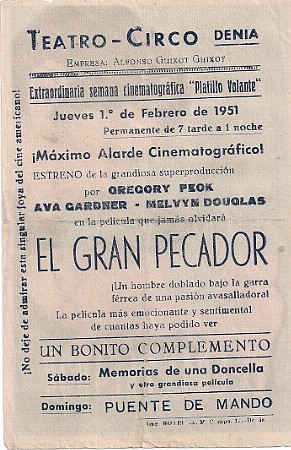 TEATRO-CIRCO DENIA
EMPRESA: ALFONSO GUIXOT GUIXOT
Extraordinaria semana cinematográfica "Platillo Volante"
Jueves 1.º de Febrero de 1951
Permanente de 7 tarde a 1 noche
¡Máximo Alarde Cinematográfico!
ESTRENO de la grandiosa superproducción
por GREGORY PECK
AVA GARDNER - MELVYN DOUGLAS
en la película que jamás olvidará
EL GRAN PECADOR
¡Un hombre doblado bajo la garra
férrea de una pasión avasalladora!
La película más emocionante y sentimental
de cuantas haya podido ver
UN BONITO COMPLEMENTO
Sábado: Memorias de una Doncella
y otra grandiosa película
Domingo: PUENTE DE MANDO
¡No deje de admirar esta singular joya del cine americano!